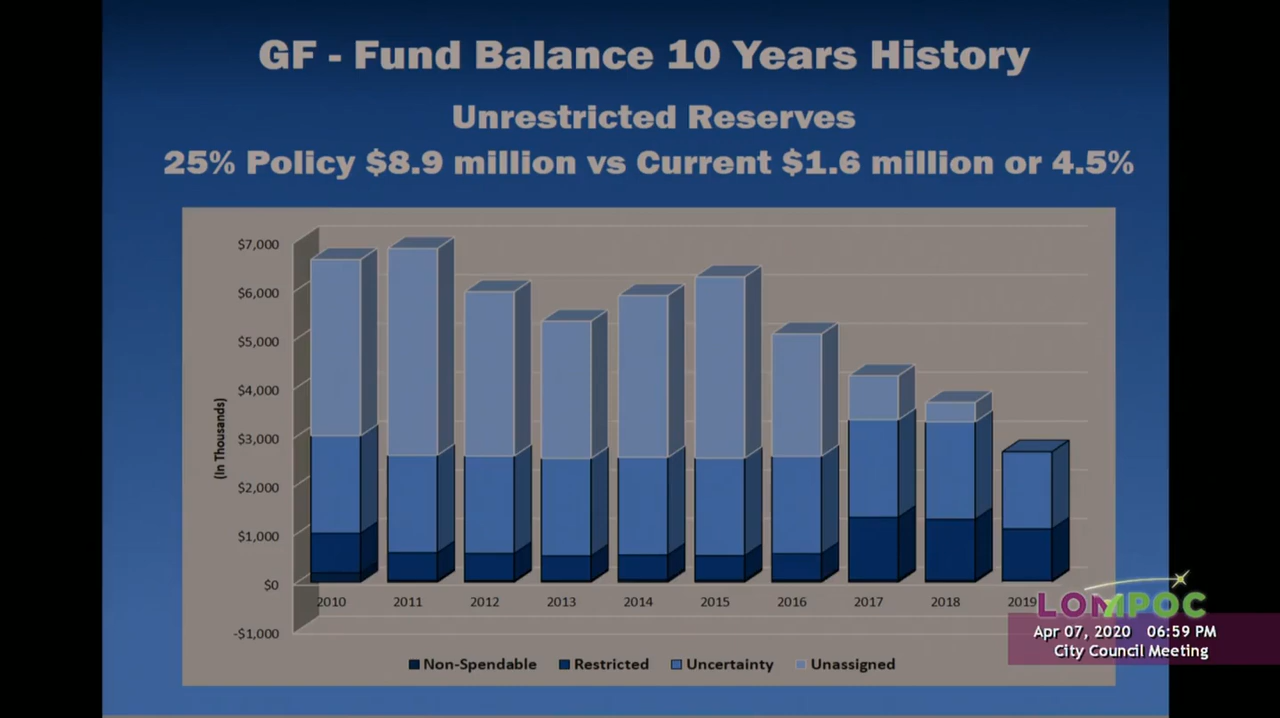 GF - Fund Balance 10 Years History
Unrestricted Reserves
25% Policy $8.9 million vs Current $1.6 million or 4.5%
$7,000
$6,000
$5,000
$4,000
$3,000
$2,000
$1,000
$0
-$1,000
(In Thousands)
2010 2011 2012 2013 2014 2015 2016 2017 2018 2019
Non-Spendable Restricted Uncertainty Unassigned
LOMPOC
Apr 07, 2020 06:59 PM
City Council Meeting